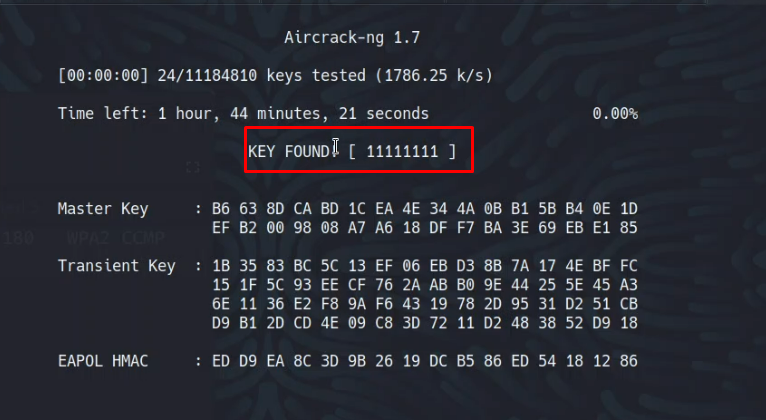 Aircrack-ng 1.7
[00:00:00] 24/11184810 keys tested (1786.25 k/s)
Time left: 1 hour, 44 minutes, 21 seconds 0.00%
KEY FOUND! [ 11111111 ]
Master Key : B6 63 8D CA BD 1C EA 4E 34 4A 0B B1 5B B4 0E 1D
EF B2 00 98 08 A7 A6 18 DF F7 BA 3E 69 EB E1 85
Transient Key : 1B 35 83 BC 5C 13 EF 06 EB D3 8B 7A 17 4E BF FC
15 1F 5C 93 EE CF 76 2A AB B0 9E 44 25 5E 45 A3
6E 11 36 E2 F8 9A F6 43 19 78 2D 95 31 D2 51 CB
D9 B1 2D CD 4E 09 C8 3D 72 11 D2 48 38 52 D9 18
180 WPA2 CCMP
EAPOL HMAC : ED D9 EA 8C 3D 9B 26 19 DC B5 86 ED 54 18 12 86